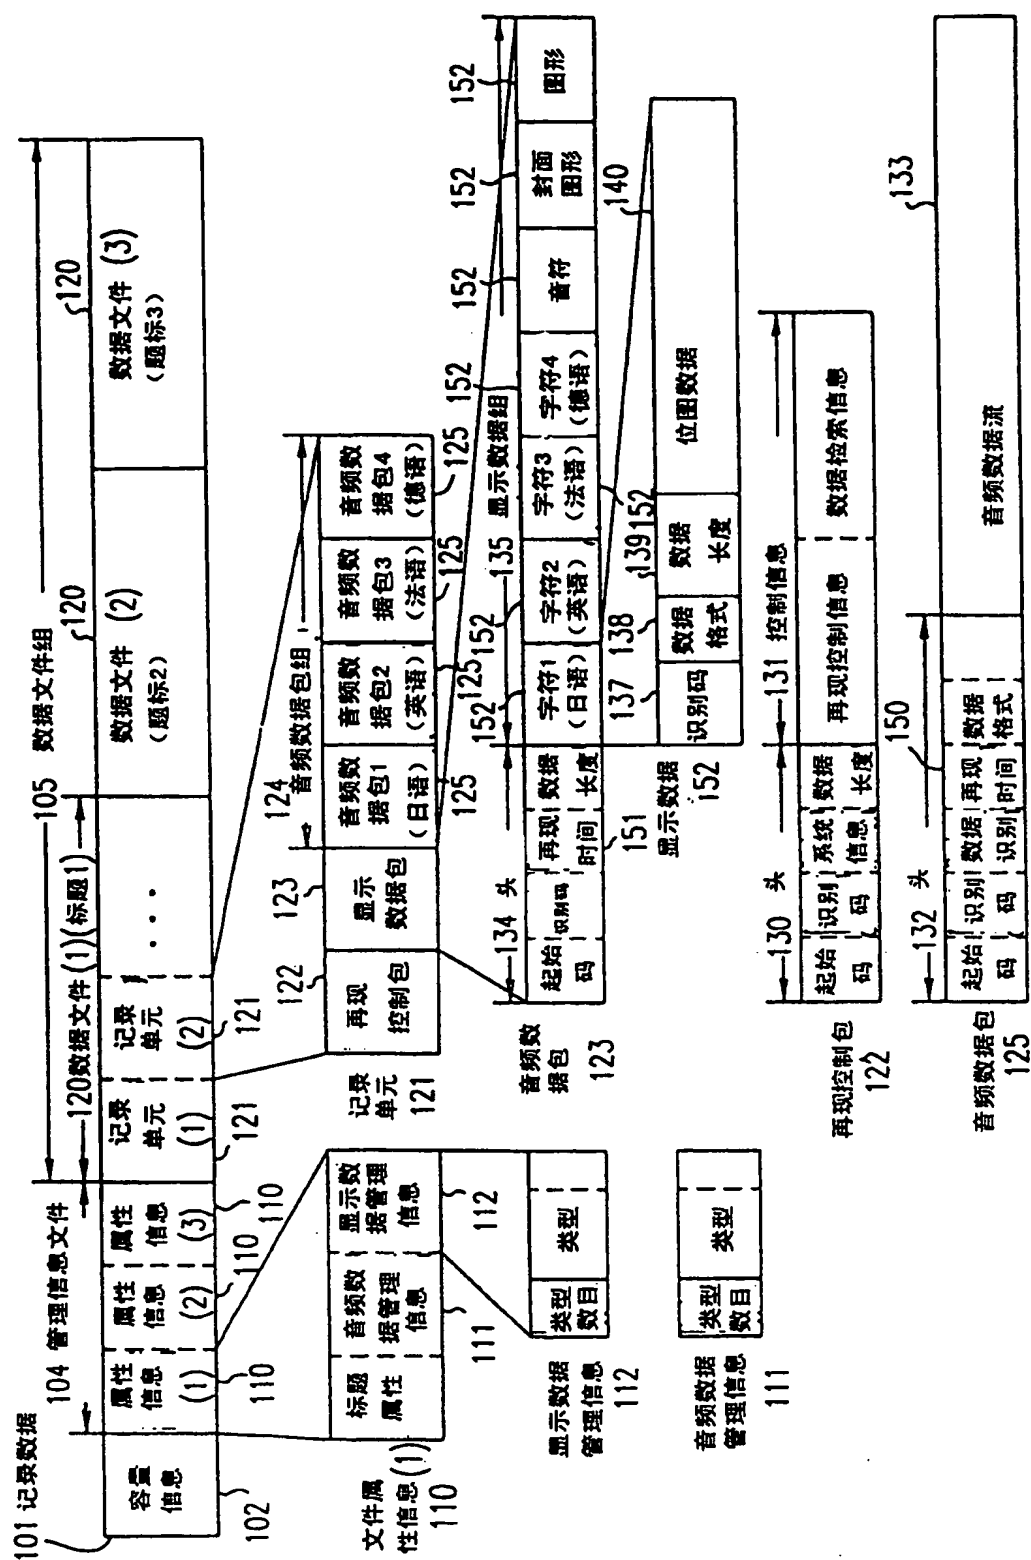 101 记录数据
104 管理信息文件
105 数据文件组
120数据文件(1)(标题1)
120
120
容量
信息
102
属性
信息
(1)
110
属性
信息
(2)
110
属性
信息
(3)
110
记录
单元
(1)
121
记录
单元
(2)
121
· · ·
数据文件 (2)
(题标2)
数据文件 (3)
(题标3)
文件属
性信息(1)
110
标题
属性
音频数
据管理
信息
111
显示数
据管理
信息
112
记录
单元
121
再现
控制包
122
显示
数据包
123
124
音频数据包组
音频数
据包1
(日语)
125
音频数
据包2
(英语)
125
音频数
据包3
(法语)
125
音频数
据包4
(德语)
125
显示数据
管理信息
112
类型
数目
类型
音频数
据包
123
134 头
起始
码
识别码
再现
时间
数据
长度
151
135 显示数据组
152
字符1
(日语)
152
字符2
(英语)
152
字符3
(法语)
152
字符4
(德语)
152
音符
152
封面
图形
152
图形
显示数据
152
137
识别码
138
数据
格式
139
数据
长度
140
位图数据
音频数据
管理信息
111
类型
数目
类型
再现控制包
122
130 头
起始
码
识别
码
系统
信息
数据
长度
131 控制信息
再现控制信息
数据检索信息
音频数据包
125
132 头
150
起始
码
识别
码
数据
识别
再现
时间
数据
格式
133
音频数据流